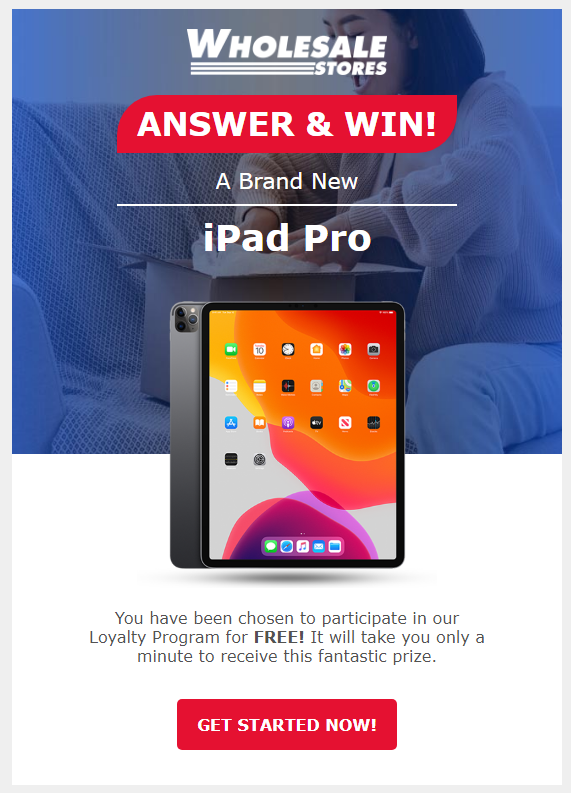 WHOLESALE
STORES
ANSWER & WIN!
A Brand New
iPad Pro
10
You have been chosen to participate in our
Loyalty Program for FREE! It will take you only a
minute to receive this fantastic prize.
GET STARTED NOW!